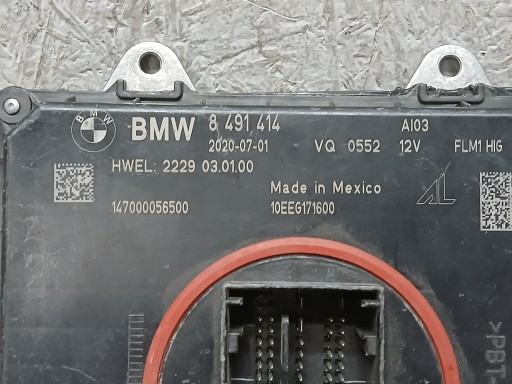 BMW
BMW 8 491 414 AI03
2020-07-01 VQ 0552 12V FLM1 HIG
HWEL: 2229 03.01.00
Made in Mexico AL
147000056500 10EEG171600
>PBT-